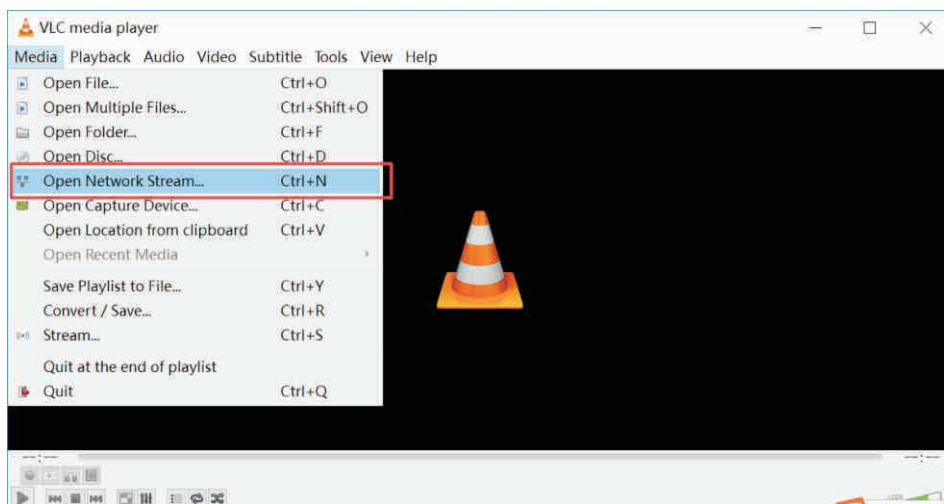 VLC media player
Media Playback Audio Video Subtitle Tools View Help
Open File... Ctrl+O
Open Multiple Files... Ctrl+Shift+O
Open Folder... Ctrl+F
Open Disc... Ctrl+D
Open Network Stream... Ctrl+N
Open Capture Device... Ctrl+C
Open Location from clipboard Ctrl+V
Open Recent Media
Save Playlist to File... Ctrl+Y
Convert / Save... Ctrl+R
Stream... Ctrl+S
Quit at the end of playlist
Quit Ctrl+Q
--:-- --:--